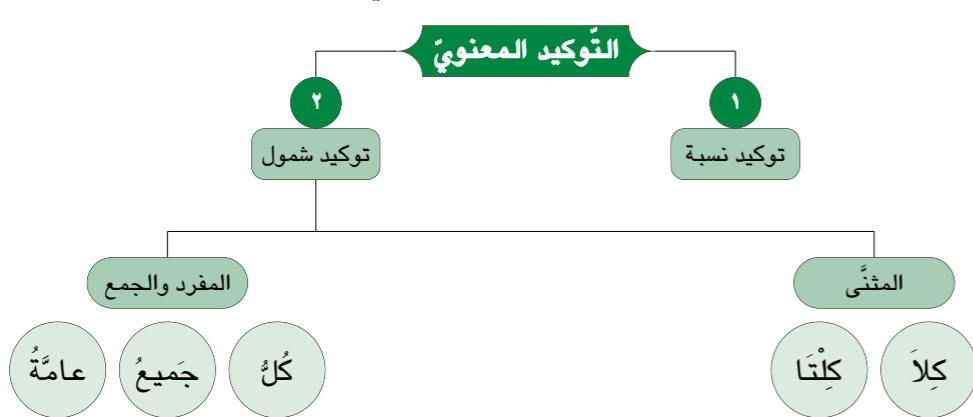 التّوكيد المعنويّ
١
٢
توكيد نسبة
توكيد شمول
المثنَّى
المفرد والجمع
كِلاَ
كِلْتَا
كُلُّ
جَميعُ
عامَّةُ